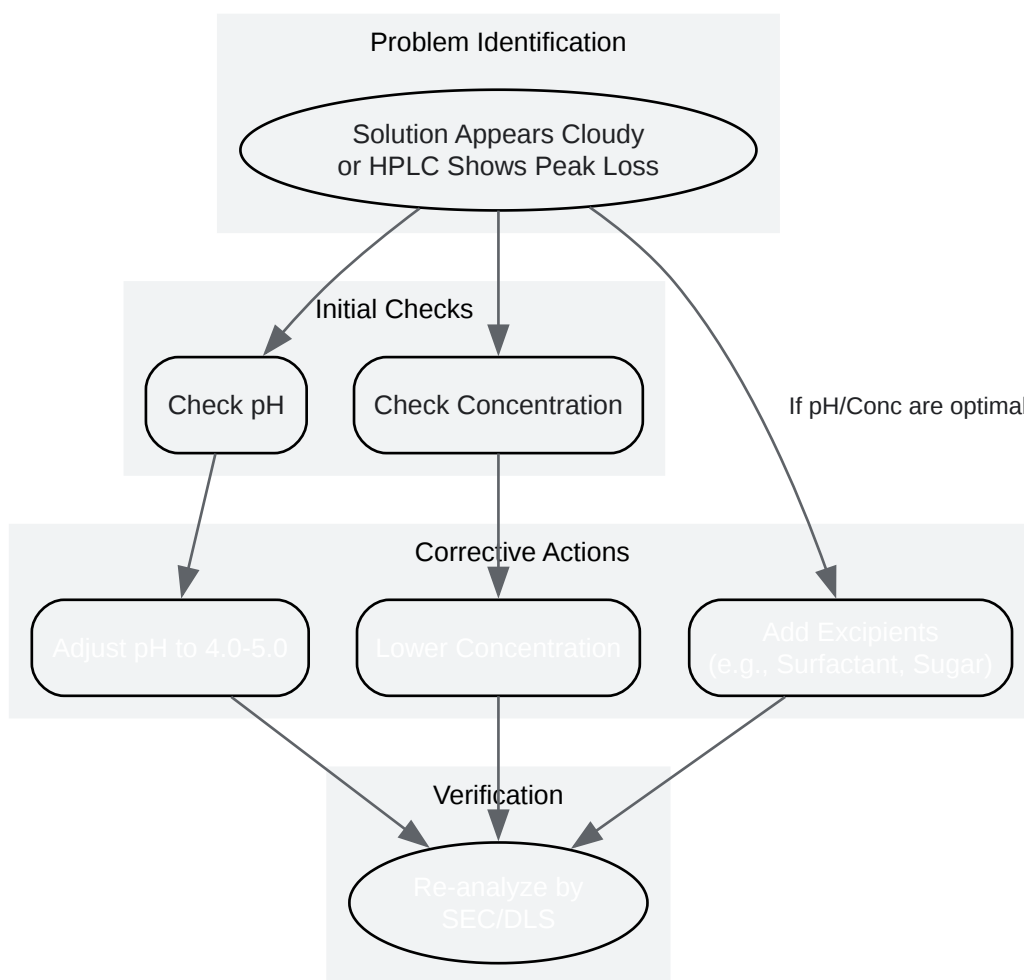 Problem Identification
Solution Appears Cloudy
or HPLC Shows Peak Loss
Initial Checks
Check pH
Check Concentration
If pH/Conc are optimal
Corrective Actions
Adjust pH to 4.0-5.0
Lower Concentration
Add Excipients
(e.g., Surfactant, Sugar)
Verification
Re-analyze by
SEC/DLS